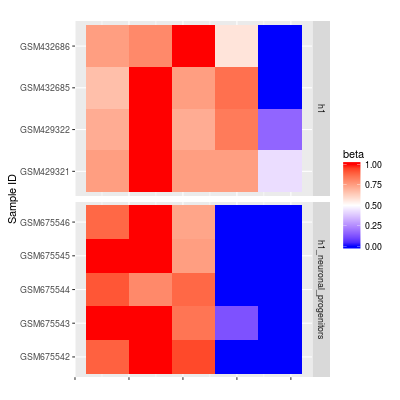 GSM432686
GSM432685
GSM429322
GSM429321
h1
GSM675546
GSM675545
GSM675544
GSM675543
GSM675542
h1_neuronal_progenitors
Sample ID
beta
1.00
0.75
0.50
0.25
0.00